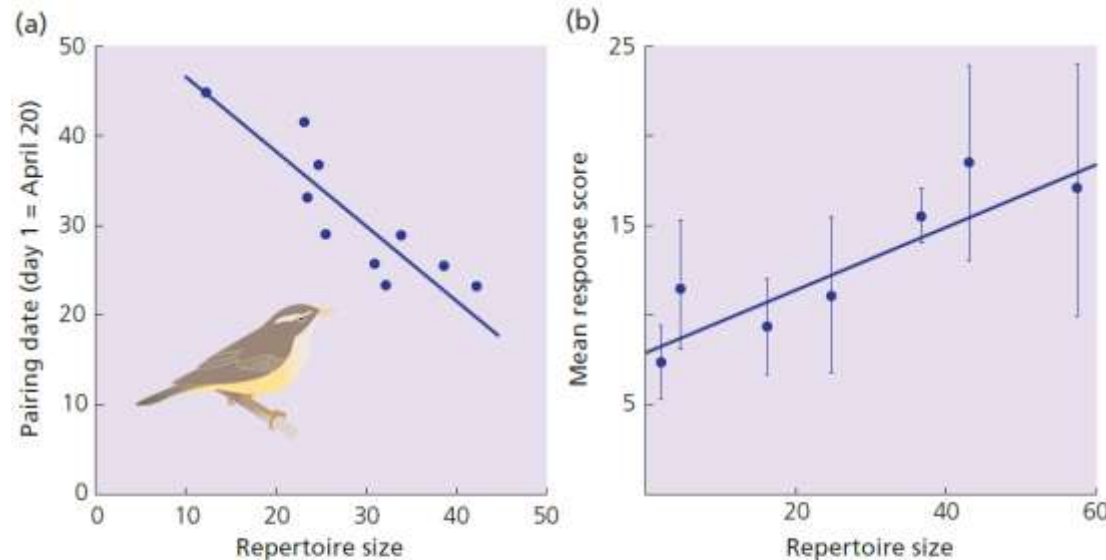 (a)
50
40
30
20
10
0
Pairing date (day 1 = April 20)
0 10 20 30 40 50
Repertoire size
(b)
25
15
5
Mean response score
20 40 60
Repertoire size